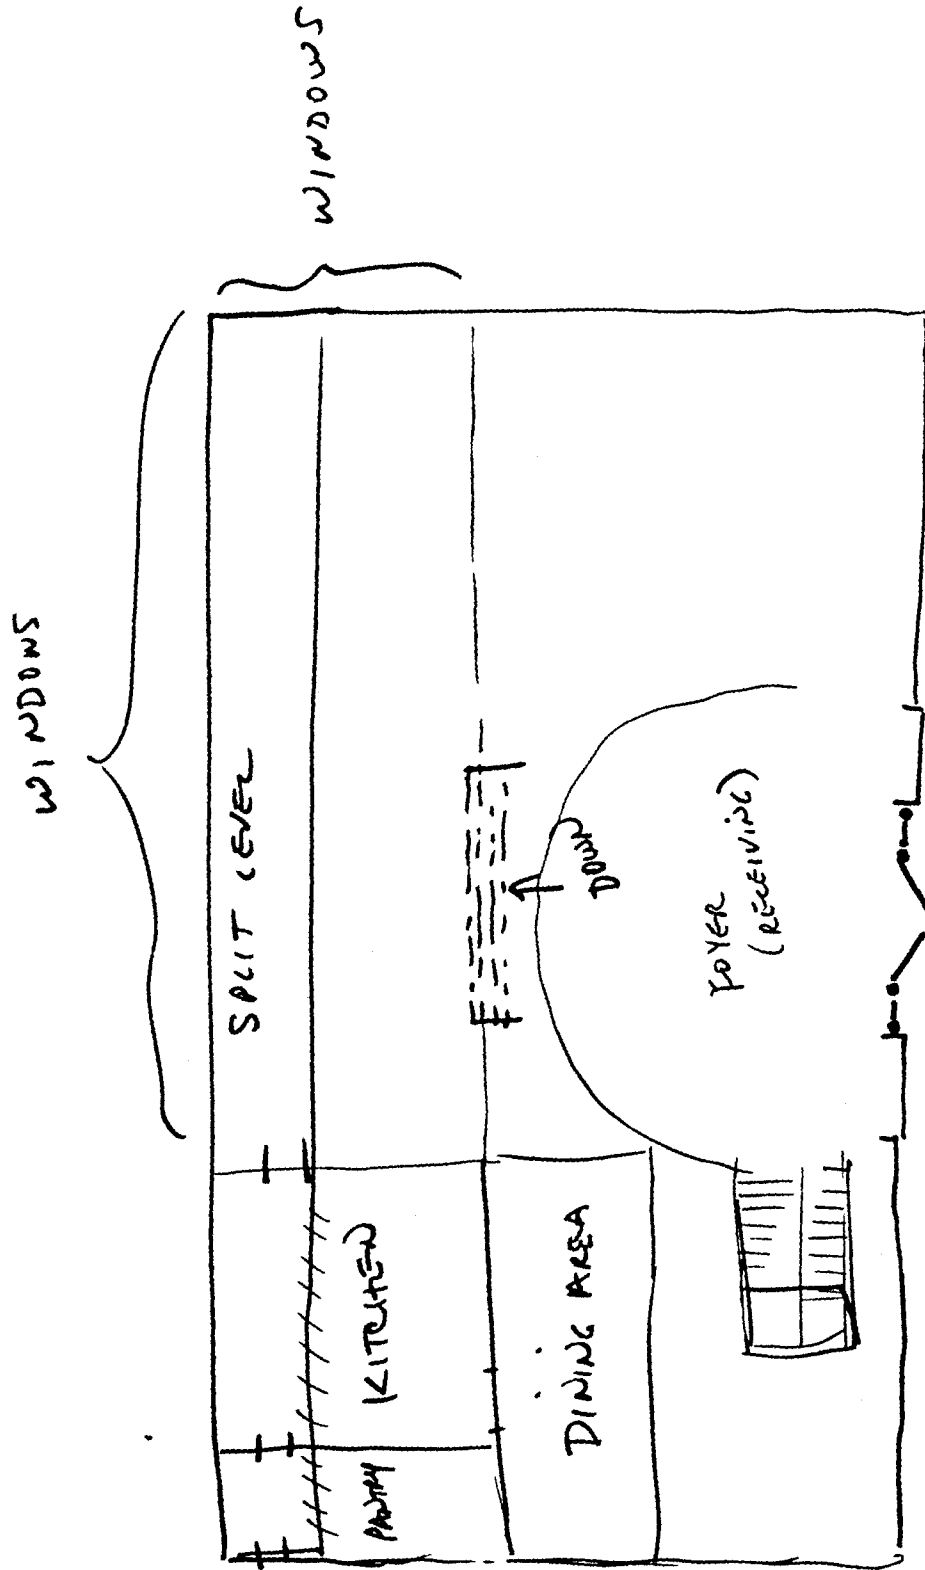 WINDOWS
WINDOWS
SPLIT LEVEL
DOWN
FOYER
(RECEIVING)
KITCHEN
PANTRY
DINING AREA